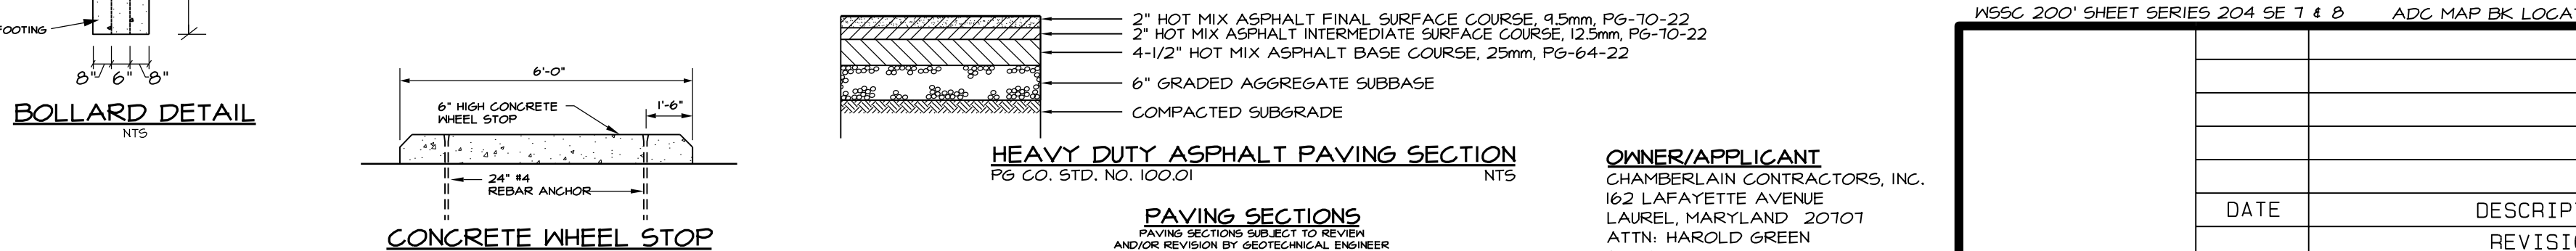 FOOTING
8" 6" 8"
BOLLARD DETAIL
NTS
6'-0"
6" HIGH CONCRETE
WHEEL STOP
1'-6"
24" #4
REBAR ANCHOR
CONCRETE WHEEL STOP
2" HOT MIX ASPHALT FINAL SURFACE COURSE, 9.5mm, PG-70-22
2" HOT MIX ASPHALT INTERMEDIATE SURFACE COURSE, 12.5mm, PG-70-22
4-1/2" HOT MIX ASPHALT BASE COURSE, 25mm, PG-64-22
6" GRADED AGGREGATE SUBBASE
COMPACTED SUBGRADE
HEAVY DUTY ASPHALT PAVING SECTION
PG CO. STD. NO. 100.01 NTS
PAVING SECTIONS
PAVING SECTIONS SUBJECT TO REVIEW
AND/OR REVISION BY GEOTECHNICAL ENGINEER
OWNER/APPLICANT
CHAMBERLAIN CONTRACTORS, INC.
162 LAFAYETTE AVENUE
LAUREL, MARYLAND 20707
ATTN: HAROLD GREEN
WSSC 200' SHEET SERIES 204 SE 7 & 8 ADC MAP BK LOCAT
DATE DESCRIPT
REVISIO